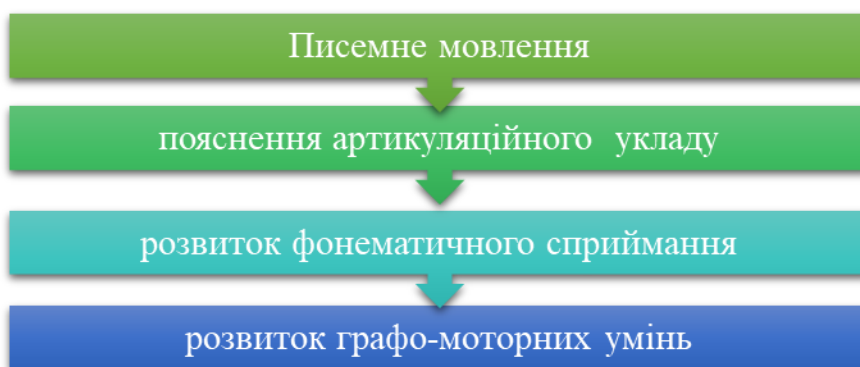 Писемне мовлення
пояснення артикуляційного укладу
розвиток фонематичного сприймання
розвиток графо-моторних умінь